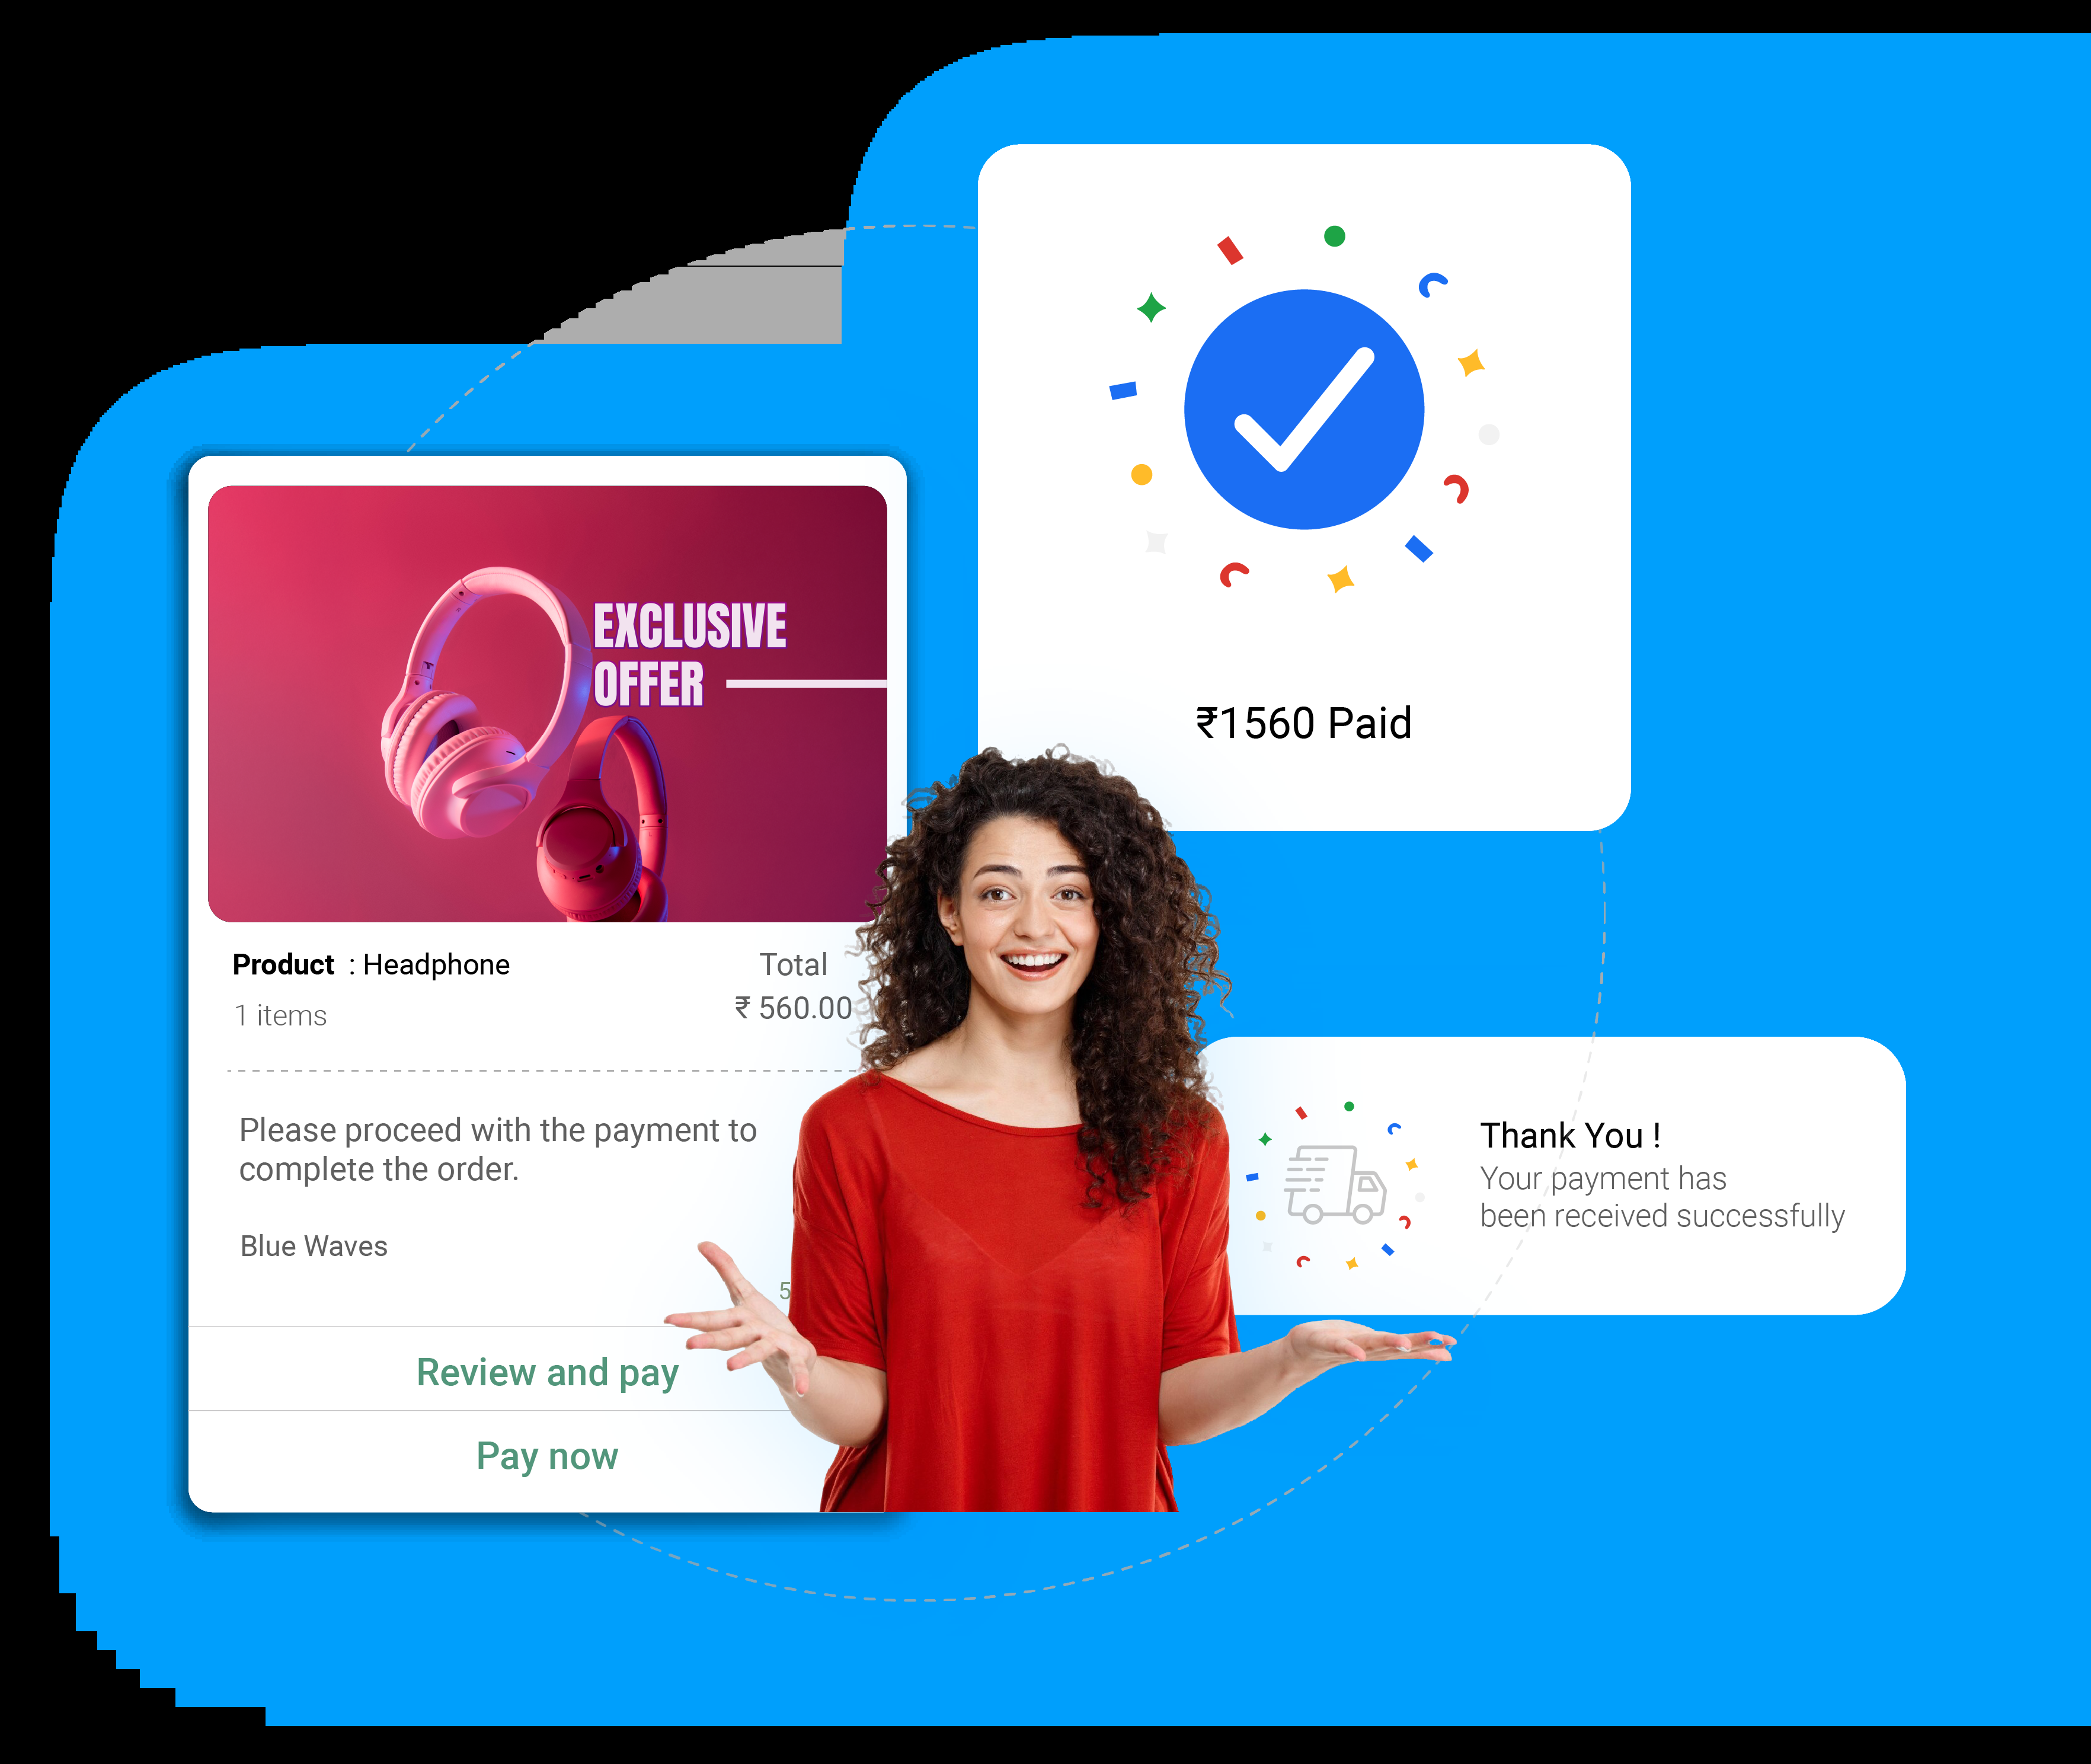 EXCLUSIVE
OFFER
Product : Headphone
1 items
Total
₹ 560.00
Please proceed with the payment to
complete the order.
Blue Waves
5
Review and pay
Pay now
₹1560 Paid
Thank You !
Your payment has
been received successfully